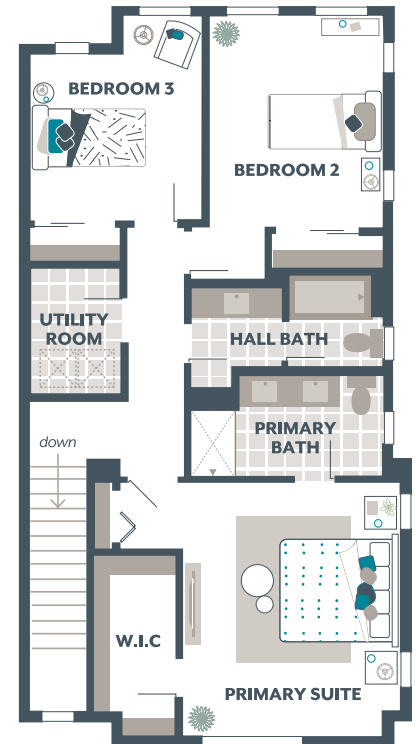 BEDROOM 3
BEDROOM 2
UTILITY
ROOM
HALL BATH
PRIMARY
BATH
down
W.I.C
PRIMARY SUITE